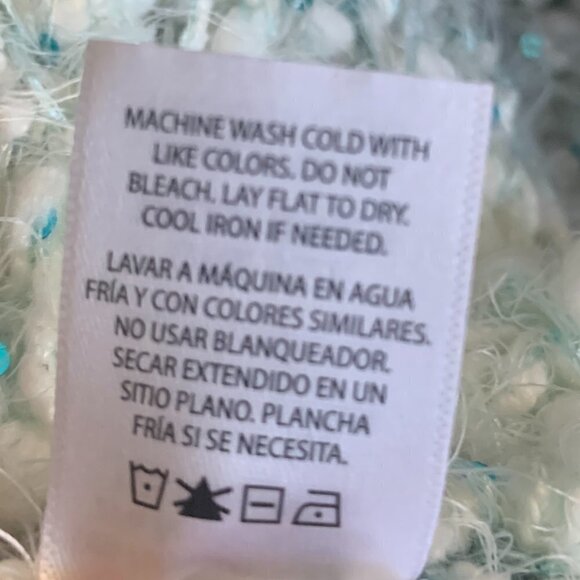 MACHINE WASH COLD WITH
LIKE COLORS. DO NOT
BLEACH. LAY FLAT TO DRY.
COOL IRON IF NEEDED.
LAVAR A MÁQUINA EN AGUA
FRÍA Y CON COLORES SIMILARES.
NO USAR BLANQUEADOR.
SECAR EXTENDIDO EN UN
SITIO PLANO. PLANCHA
FRÍA SI SE NECESITA.